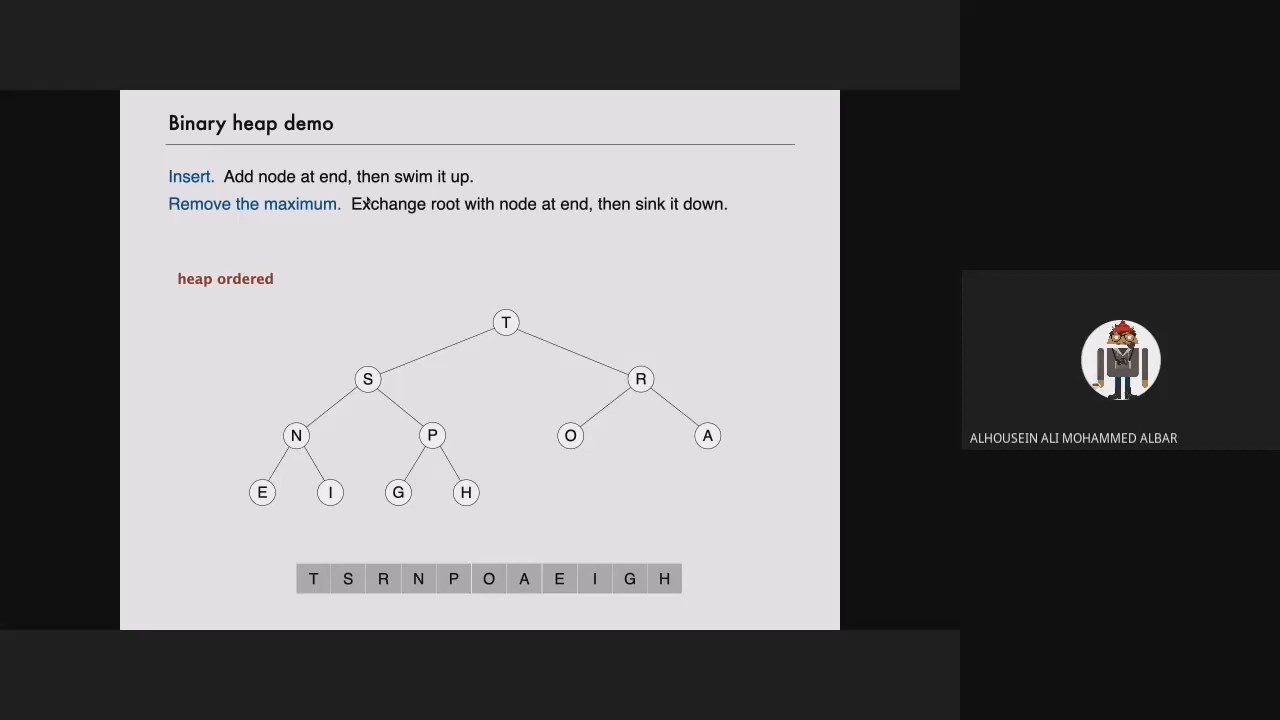 Binary heap demo
Insert. Add node at end, then swim it up.
Remove the maximum. Exchange root with node at end, then sink it down.
heap ordered
T
S R
N P O A
E I G H
T S R N P O A E I G H
ALHOUSEIN ALI MOHAMMED ALBAR